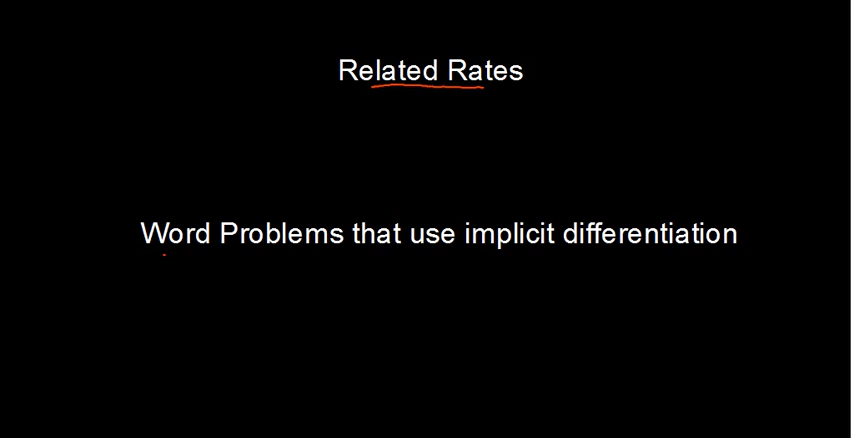 Related Rates
Word Problems that use implicit differentiation